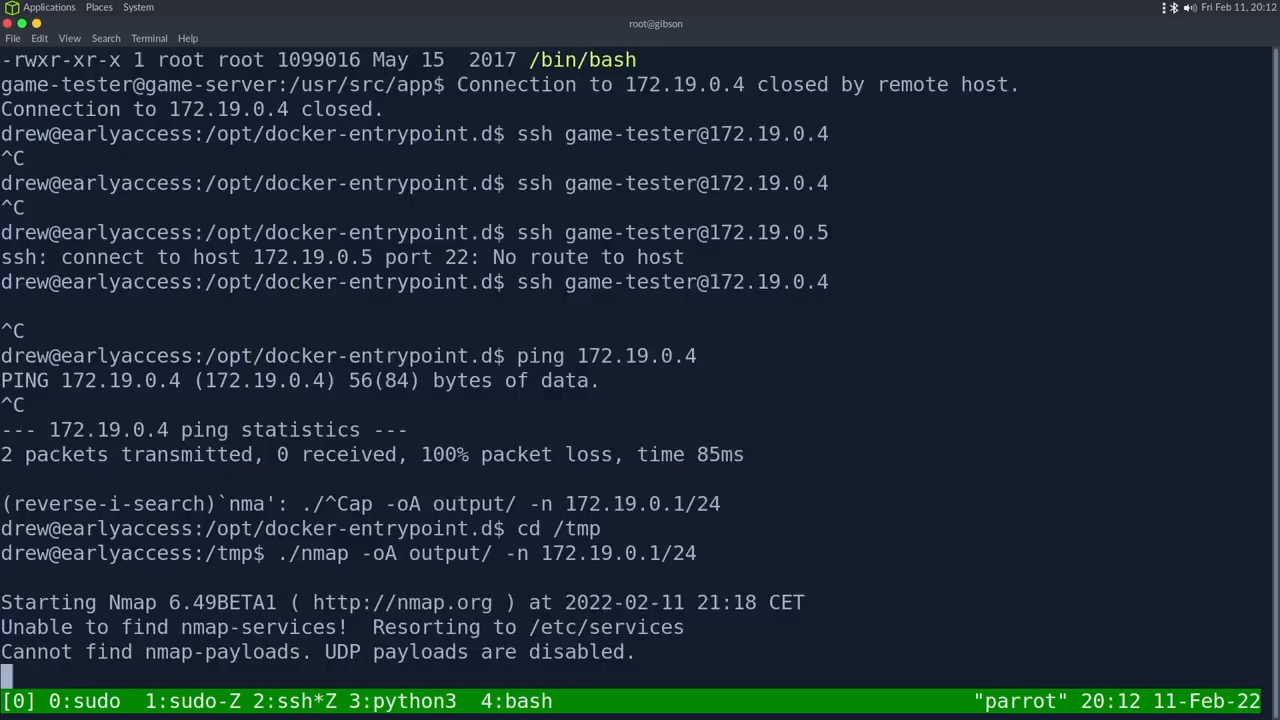 Applications Places System Fri Feb 11, 20:12
root@gibson
File Edit View Search Terminal Help
-rwxr-xr-x 1 root root 1099016 May 15  2017 /bin/bash
game-tester@game-server:/usr/src/app$ Connection to 172.19.0.4 closed by remote host.
Connection to 172.19.0.4 closed.
drew@earlyaccess:/opt/docker-entrypoint.d$ ssh game-tester@172.19.0.4
^C
drew@earlyaccess:/opt/docker-entrypoint.d$ ssh game-tester@172.19.0.4
^C
drew@earlyaccess:/opt/docker-entrypoint.d$ ssh game-tester@172.19.0.5
ssh: connect to host 172.19.0.5 port 22: No route to host
drew@earlyaccess:/opt/docker-entrypoint.d$ ssh game-tester@172.19.0.4
^C
drew@earlyaccess:/opt/docker-entrypoint.d$ ping 172.19.0.4
PING 172.19.0.4 (172.19.0.4) 56(84) bytes of data.
^C
--- 172.19.0.4 ping statistics ---
2 packets transmitted, 0 received, 100% packet loss, time 85ms
(reverse-i-search)`nma': ./^Cap -oA output/ -n 172.19.0.1/24
drew@earlyaccess:/opt/docker-entrypoint.d$ cd /tmp
drew@earlyaccess:/tmp$ ./nmap -oA output/ -n 172.19.0.1/24
Starting Nmap 6.49BETA1 ( http://nmap.org ) at 2022-02-11 21:18 CET
Unable to find nmap-services!  Resorting to /etc/services
Cannot find nmap-payloads. UDP payloads are disabled.
[0] 0:sudo  1:sudo-Z 2:ssh*Z 3:python3  4:bash "parrot" 20:12 11-Feb-22